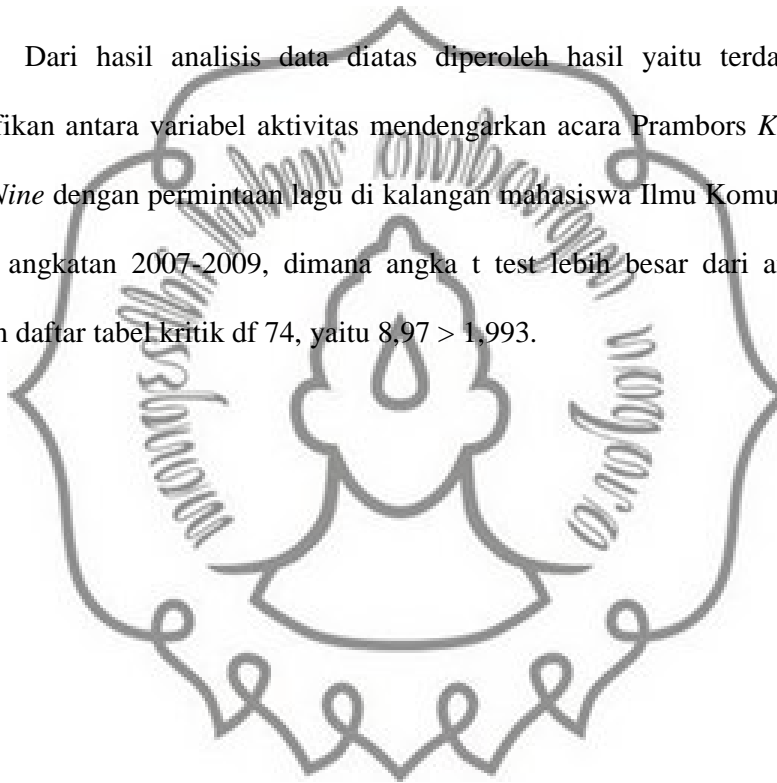 Dari hasil analisis data diatas diperoleh hasil yaitu terda
fikan antara variabel aktivitas mendengarkan acara Prambors K
Nine dengan permintaan lagu di kalangan mahasiswa Ilmu Komu
angkatan 2007-2009, dimana angka t test lebih besar dari a
daftar tabel kritik df 74, yaitu 8,97 > 1,993.